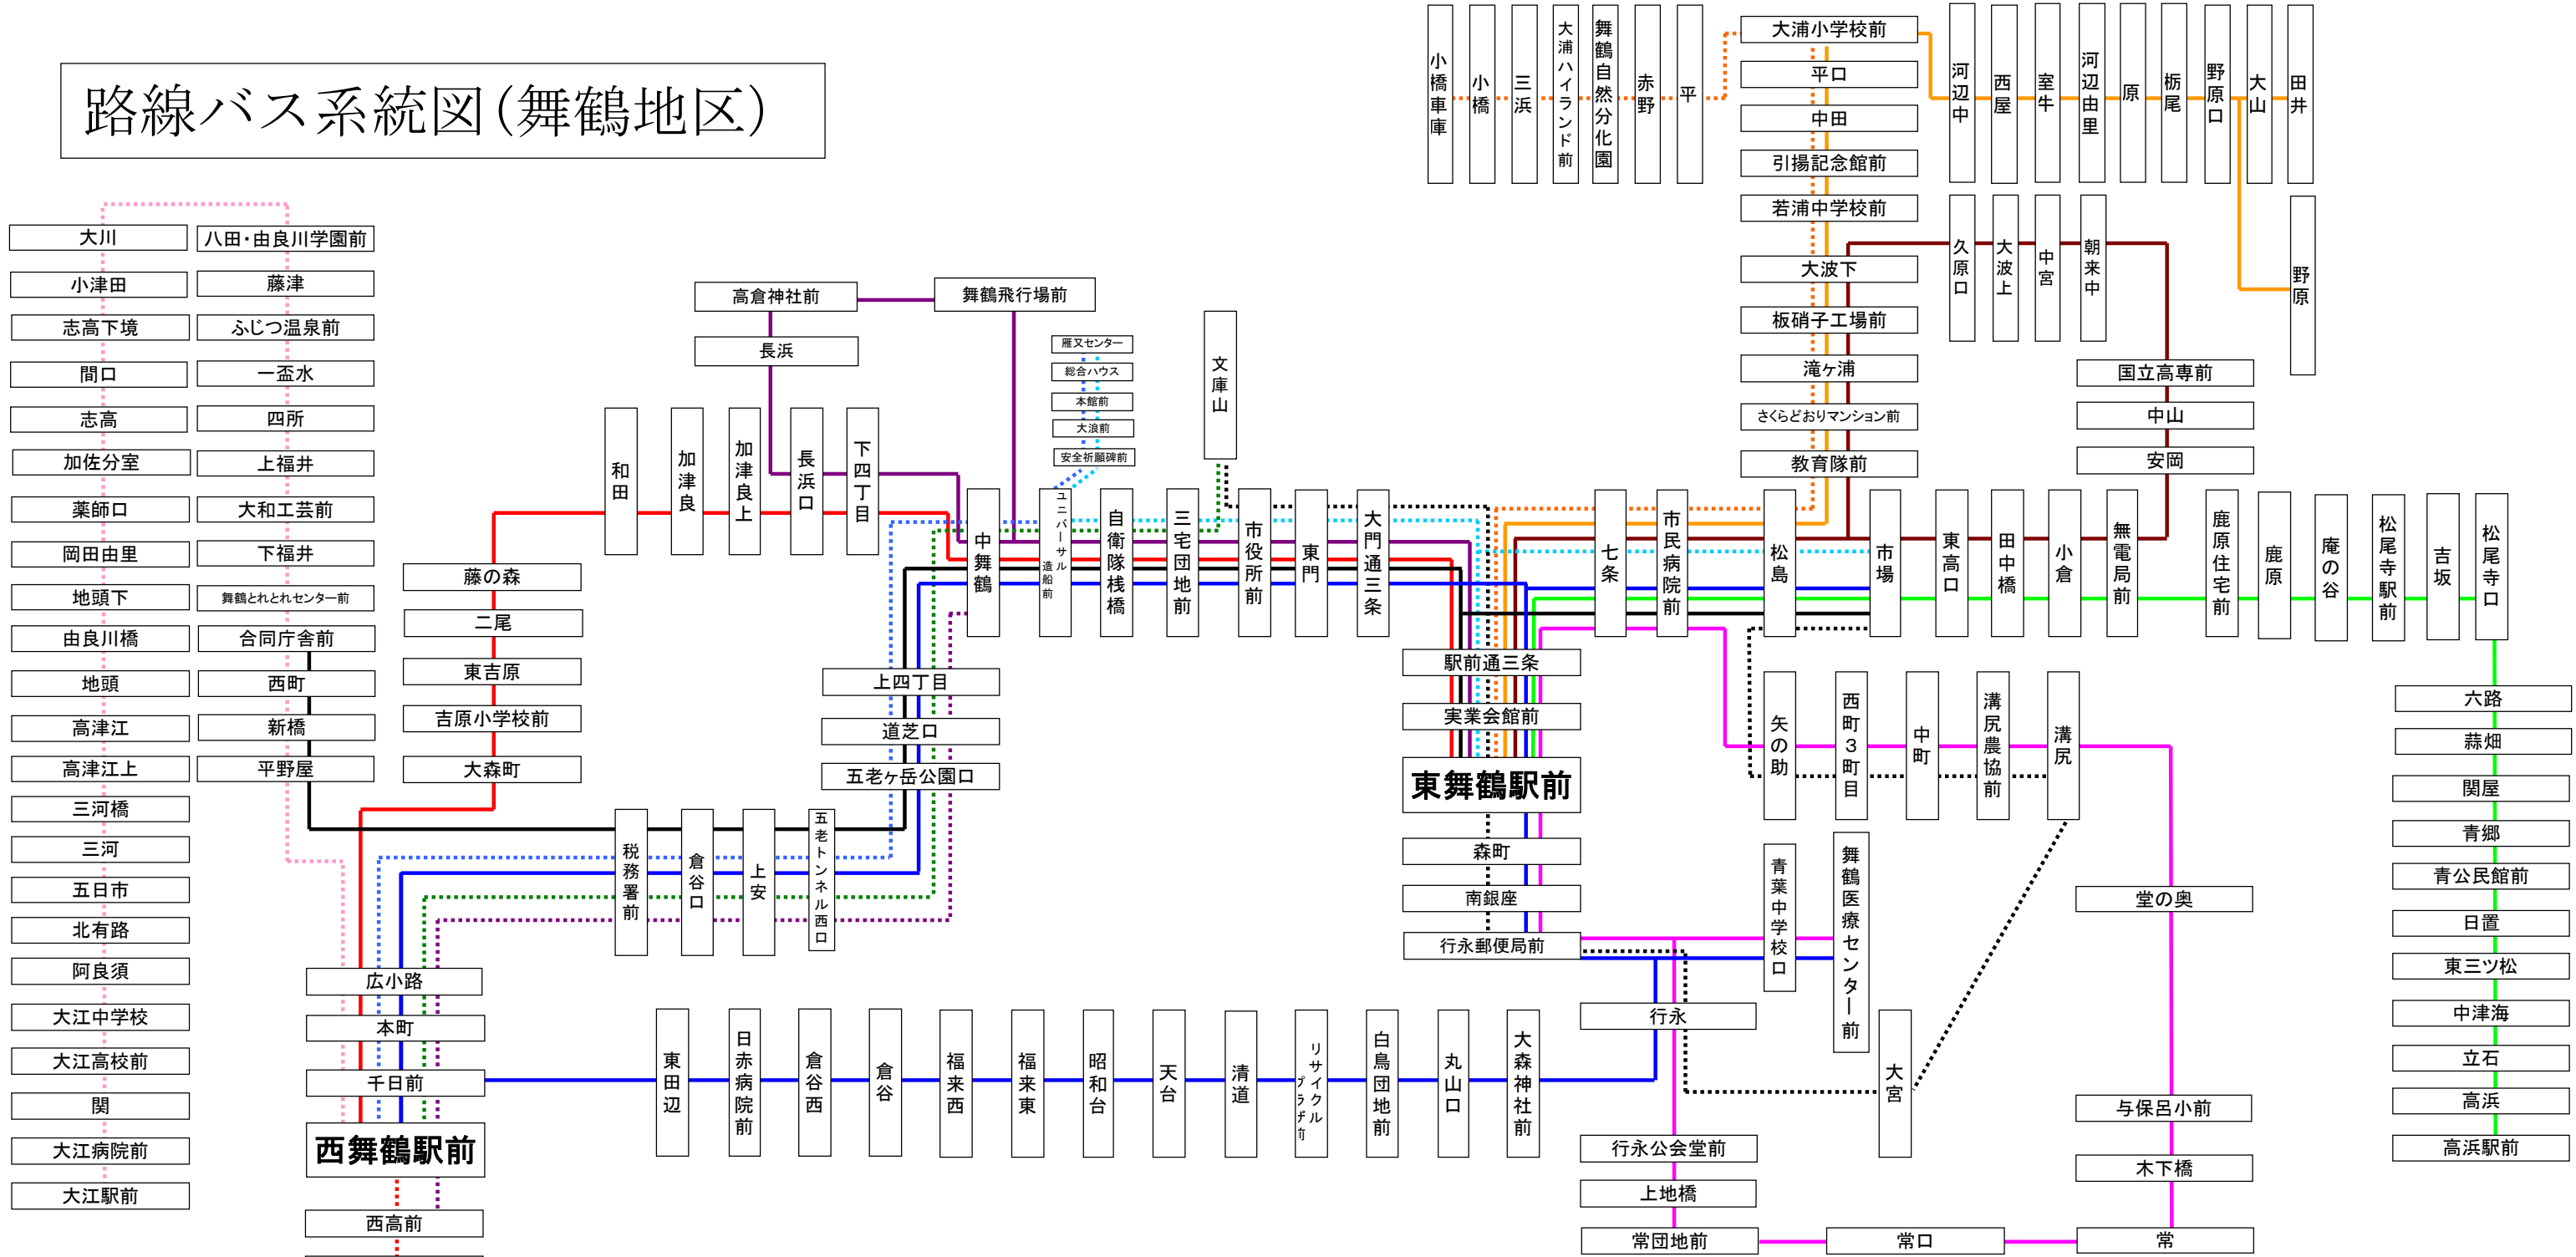 路線バス系統図(舞鶴地区)
小橋車庫
小橋
三浜
大浦ハイランド前
舞鶴自然分化園
赤野
平
大浦小学校前
平口
中田
引揚記念館前
若浦中学校前
大波下
板硝子工場前
滝ヶ浦
さくらどおりマンション前
教育隊前
河辺中
西屋
室牛
河辺由里
原
栃尾
野原口
大山
田井
野原
久原口
大波上
中宮
朝来中
国立高専前
中山
安岡
大川
小津田
志高下境
間口
志高
加佐分室
薬師口
岡田由里
地頭下
由良川橋
地頭
高津江
高津江上
三河橋
三河
五日市
北有路
阿良須
大江中学校
大江高校前
関
大江病院前
大江駅前
八田・由良川学園前
藤津
ふじつ温泉前
一盃水
四所
上福井
大和工芸前
下福井
舞鶴とれとれセンター前
合同庁舎前
西町
新橋
平野屋
高倉神社前
舞鶴飛行場前
長浜
和田
加津良
加津良上
長浜口
下四丁目
藤の森
二尾
東吉原
吉原小学校前
大森町
雁又センター
総合ハウス
本館前
大浪前
安全祈願碑前
文庫山
中舞鶴
ユニバーサル
造船前
自衛隊桟橋
三宅団地前
市役所前
東門
大門通三条
七条
市民病院前
松島
市場
東高口
田中橋
小倉
無電局前
鹿原住宅前
鹿原
庵の谷
松尾寺駅前
吉坂
松尾寺口
上四丁目
道芝口
五老ヶ岳公園口
税務署前
倉谷口
上安
五老トンネル西口
駅前通三条
実業会館前
東舞鶴駅前
森町
南銀座
行永郵便局前
矢の助
西町3町目
中町
溝尻農協前
溝尻
青葉中学校口
舞鶴医療センター前
六路
蒜畑
関屋
青郷
青公民館前
日置
東三ツ松
中津海
立石
高浜
高浜駅前
堂の奥
与保呂小前
木下橋
常
常口
常団地前
上地橋
行永公会堂前
行永
大宮
広小路
本町
千日前
西舞鶴駅前
西高前
東田辺
日赤病院前
倉谷西
倉谷
福来西
福来東
昭和台
天台
清道
リサイクル
プラザ前
白鳥団地前
丸山口
大森神社前